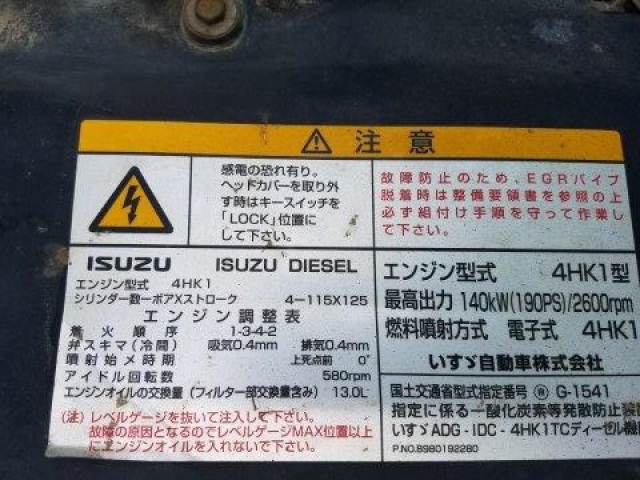 注意
感電の恐れ有り。
ヘッドカバーを取り外
す時はキースイッチを
「LOCK」位置に
して下さい。
故障防止のため、EGRパイプ
脱着時は整備要領書を参照の上
必ず組付け手順を守って作業し
て下さい。
ISUZU ISUZU DIESEL
エンジン型式 4HK1
シリンダ数ーボアXストローク 4-115X125
エンジン調整表
着火順序 1-3-4-2
弁スキマ(冷間) 吸気0.4mm 排気0.4mm
噴射始メ時期 上死点前 0°
アイドル回転数 580rpm
エンジンオイルの交換量(フィルター部交換量含み) 13.0L
(注)レベルゲージを抜いて注入して下さい。
故障の原因となるのでレベルゲージMAX位置以上
にエンジンオイルを入れないで下さい。
エンジン型式 4HK1型
最高出力 140kW(190PS)/2600rpm
燃料噴射方式 電子式 4HK1
いすゞ自動車株式会社
国土交通省型式指定番号 G-1541
指定に係る一酸化炭素等発散防止装
いすゞADG-IDC-4HK1TCディーゼル機
P.NO.8980192280